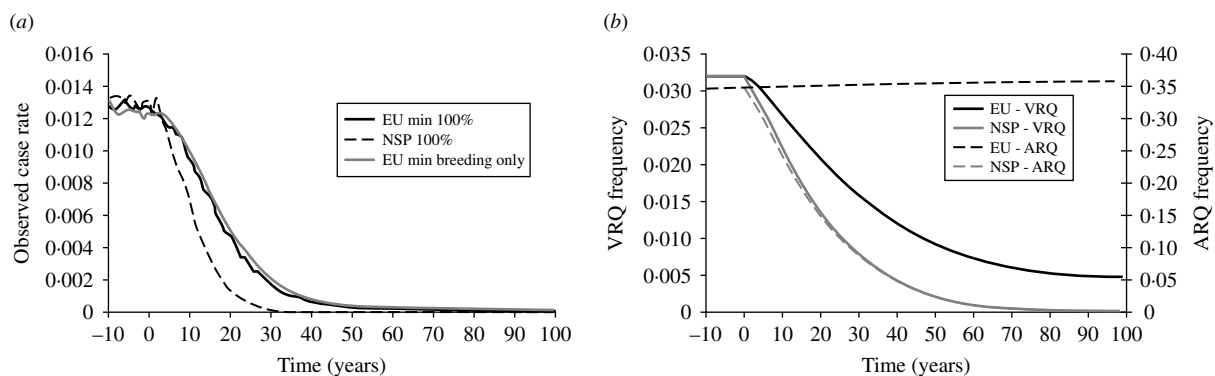 (a)
0·016
0·014
0·012
0·010
0·008
0·006
0·004
0·002
0
Observed case rate
EU min 100%
NSP 100%
EU min breeding only
–10 0 10 20 30 40 50 60 70 80 90 100
Time (years)
(b)
0·035
0·030
0·025
0·020
0·015
0·010
0·005
0
VRQ frequency
EU - VRQ
NSP - VRQ
EU - ARQ
NSP - ARQ
0·40
0·35
0·30
0·25
0·20
0·15
0·10
0·05
0
ARQ frequency
–10 0 10 20 30 40 50 60 70 80 90 100
Time (years)